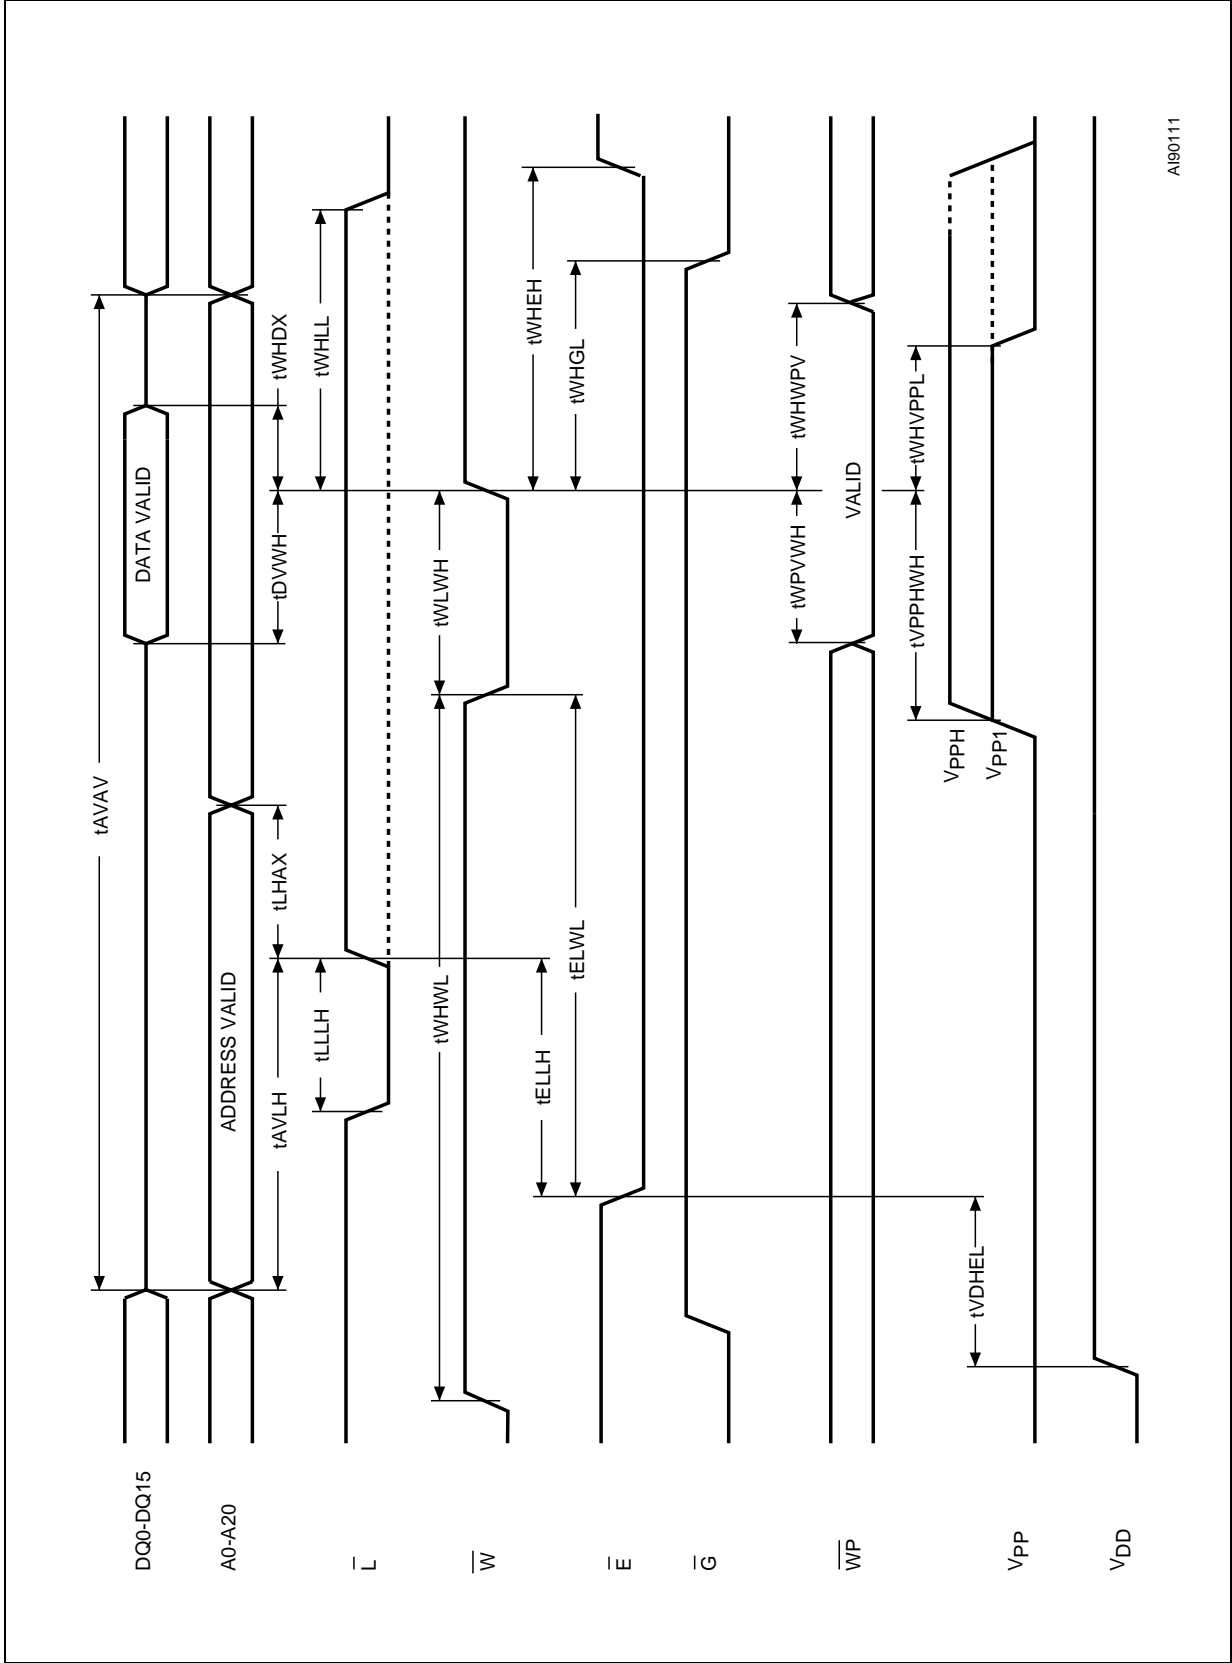 DQ0-DQ15
tAVAV
DATA VALID
A0-A20
ADDRESS VALID
tAVLH
tLHAX
tDVWH
tWHDX
L
tLLLH
tWHLL
W
tWHWL
tWLWH
tELLH
tWHEH
E
tELWL
tWHGL
G
tWPVWH
tWHWPV
WP
VALID
tVPPHWH
tWHVPPL
VPPH
VPP1
tVDHEL
VPP
VDD
AI90111